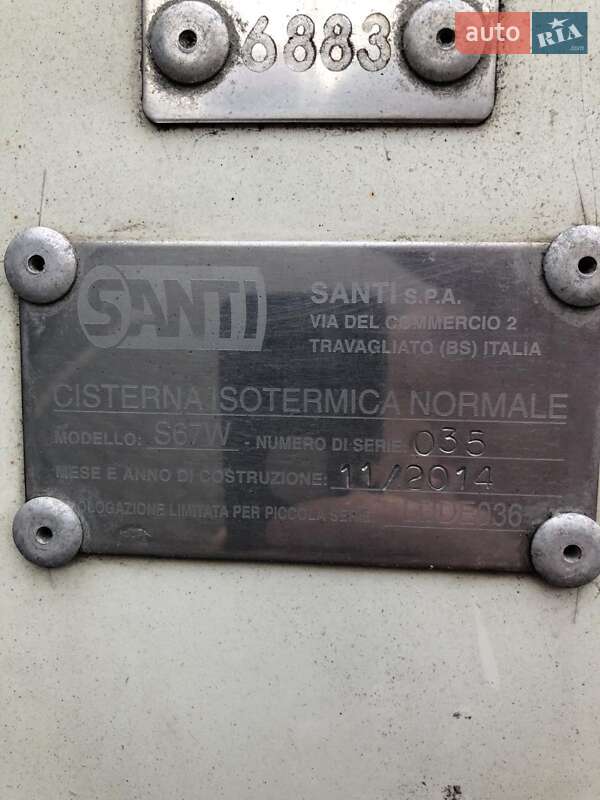 auto RIA.com
6883
SANTI
SANTI S.P.A.
VIA DEL COMMERCIO 2
TRAVAGLIATO (BS) ITALIA
CISTERNA ISOTERMICA NORMALE
MODELLO: S67W - NUMERO DI SERIE: 035
MESE E ANNO DI COSTRUZIONE: 11/2014
LIMITATA PER PICCOLA SERIE: